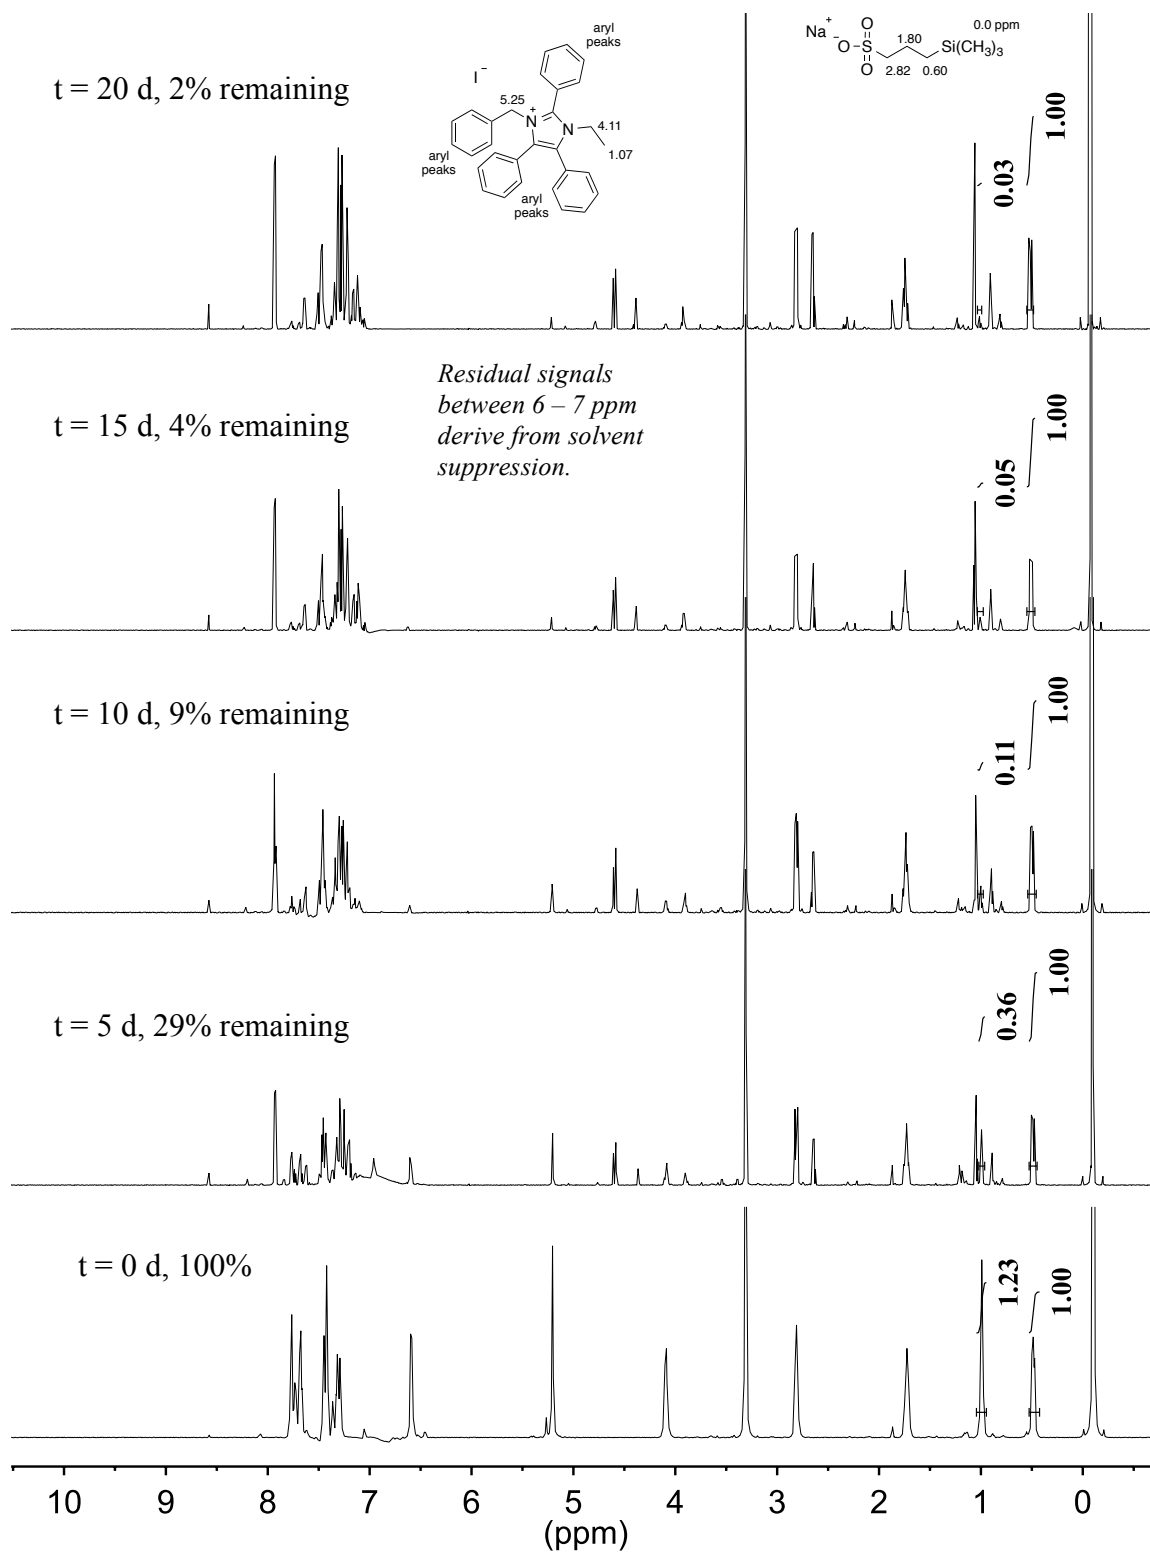 aryl
peaks
I⁻
5.25
N⁺
N
4.11
1.07
aryl
peaks
aryl
peaks
Na⁺
⁻O
O
S
O
1.80
2.82
0.60
Si(CH₃)₃
0.0 ppm
t = 20 d, 2% remaining
0.03
1.00
Residual signals
between 6 – 7 ppm
derive from solvent
suppression.
t = 15 d, 4% remaining
0.05
1.00
t = 10 d, 9% remaining
0.11
1.00
t = 5 d, 29% remaining
0.36
1.00
t = 0 d, 100%
1.23
1.00
10 9 8 7 6 5 4 3 2 1 0
(ppm)